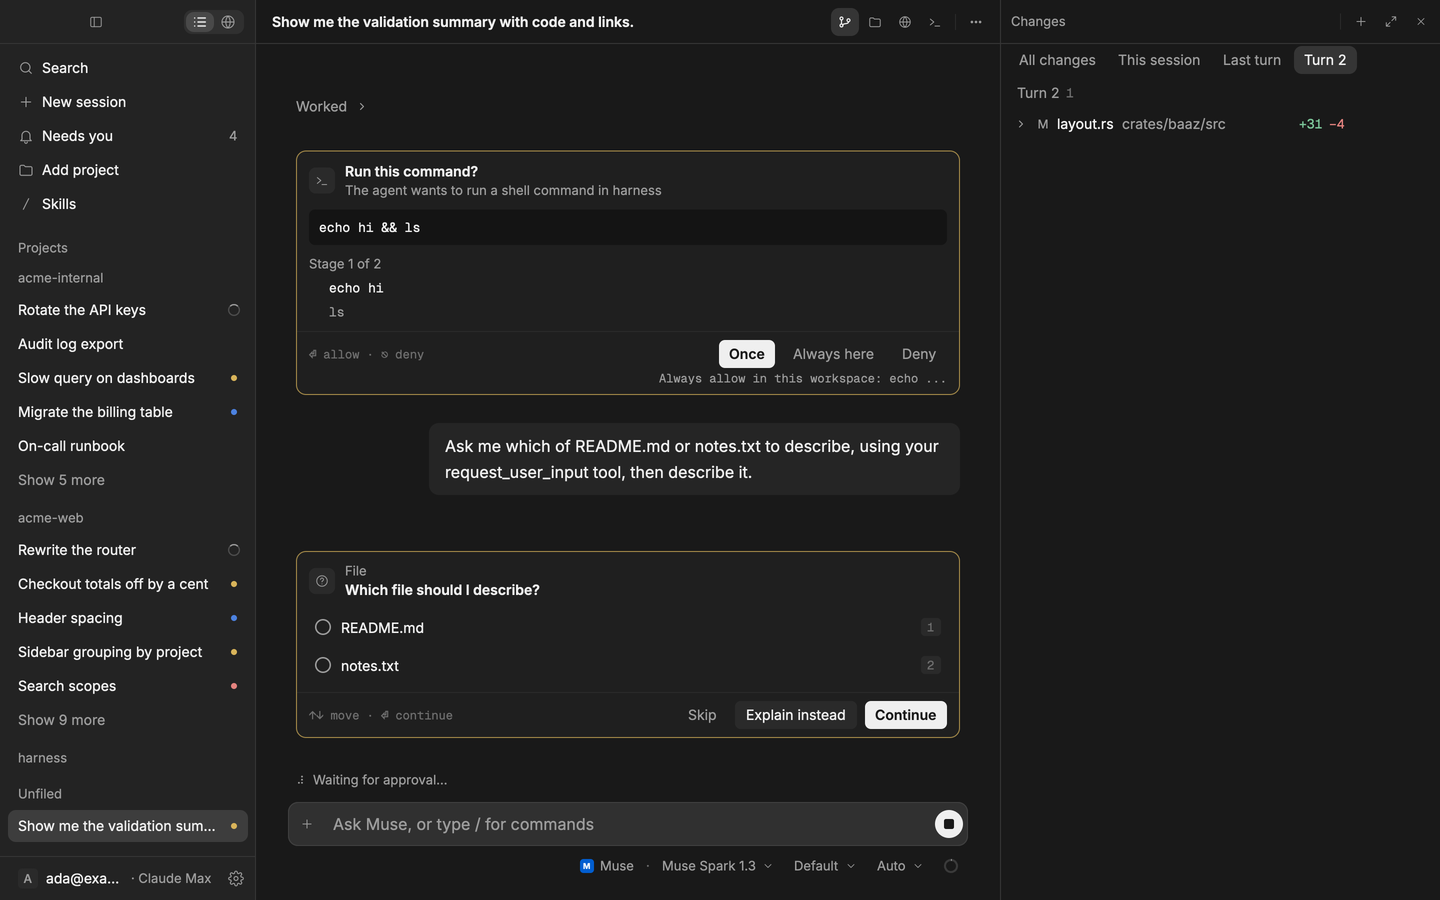 Search
New session
Needs you 4
Add project
Skills
Projects
acme-internal
Rotate the API keys
Audit log export
Slow query on dashboards
Migrate the billing table
On-call runbook
Show 5 more
acme-web
Rewrite the router
Checkout totals off by a cent
Header spacing
Sidebar grouping by project
Search scopes
Show 9 more
harness
Unfiled
Show me the validation sum...
A ada@exa... · Claude Max
Show me the validation summary with code and links.
Worked
Run this command?
The agent wants to run a shell command in harness
echo hi && ls
Stage 1 of 2
echo hi
ls
allow · deny
Once Always here Deny
Always allow in this workspace: echo ...
Ask me which of README.md or notes.txt to describe, using your
request_user_input tool, then describe it.
File
Which file should I describe?
README.md 1
notes.txt 2
move · continue
Skip Explain instead Continue
Waiting for approval...
Ask Muse, or type / for commands
M Muse · Muse Spark 1.3 Default Auto
Changes
All changes This session Last turn Turn 2
Turn 2 1
M layout.rs crates/baaz/src +31 −4